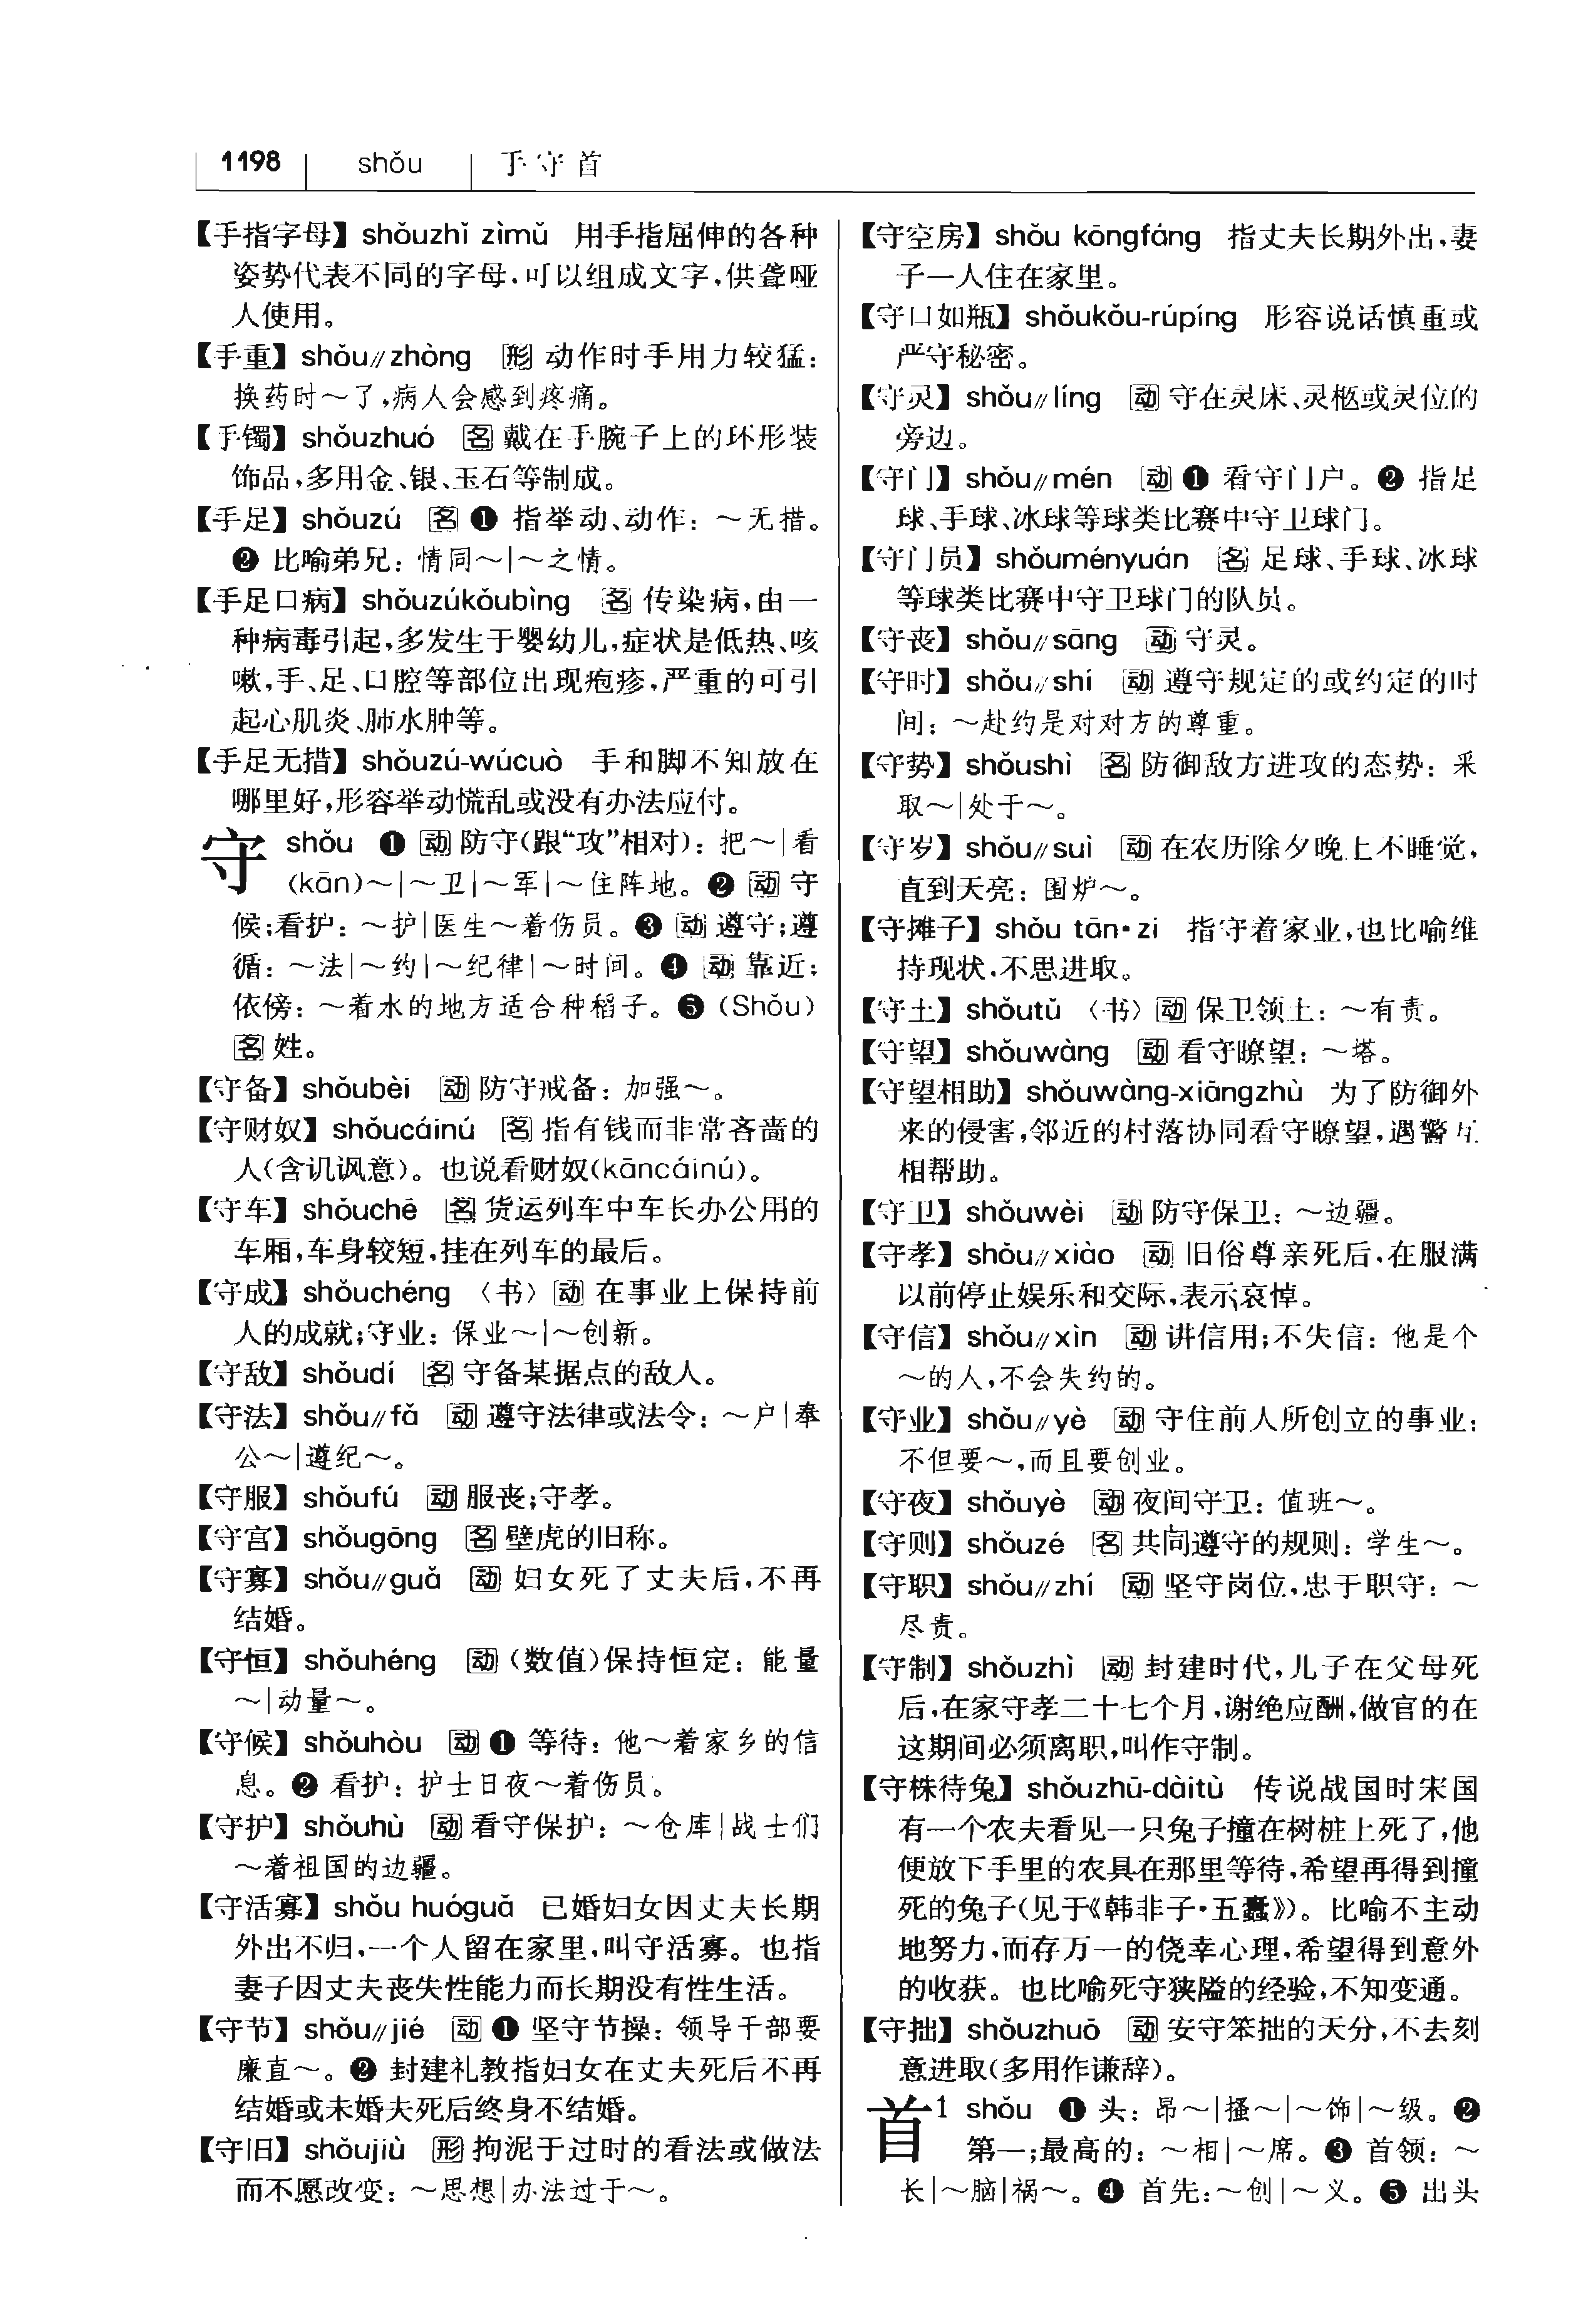 1198 shǒu 手守首
【手指字母】shǒuzhǐ zìmǔ 用手指屈伸的各种
姿势代表不同的字母,可以组成文字,供聋哑
人使用。
【手重】shǒu∥zhòng 形 动作时手用力较猛:
换药时～了,病人会感到疼痛。
【手镯】shǒuzhuó 名 戴在手腕子上的环形装
饰品,多用金、银、玉石等制成。
【手足】shǒuzú 名 ❶ 指举动、动作:～无措。
❷ 比喻弟兄:情同～|～之情。
【手足口病】shǒuzúkǒubìng 名 传染病,由一
种病毒引起,多发生于婴幼儿,症状是低热、咳
嗽,手、足、口腔等部位出现疱疹,严重的可引
起心肌炎、肺水肿等。
【手足无措】shǒuzú-wúcuò 手和脚不知放在
哪里好,形容举动慌乱或没有办法应付。
守 shǒu ❶ 动 防守(跟“攻”相对):把～|看
(kān)～|～卫|～军|～住阵地。❷ 动 守
候;看护:～护|医生～着伤员。❸ 动 遵守;遵
循:～法|～约|～纪律|～时间。❹ 动 靠近;
依傍:～着水的地方适合种稻子。❺ (Shǒu)
名 姓。
【守备】shǒubèi 动 防守戒备:加强～。
【守财奴】shǒucáinú 名 指有钱而非常吝啬的
人(含讥讽意)。也说看财奴(kāncáinú)。
【守车】shǒuchē 名 货运列车中车长办公用的
车厢,车身较短,挂在列车的最后。
【守成】shǒuchéng 〈书〉动 在事业上保持前
人的成就;守业:保业～|～创新。
【守敌】shǒudí 名 守备某据点的敌人。
【守法】shǒu∥fǎ 动 遵守法律或法令:～户|奉
公～|遵纪～。
【守服】shǒufú 动 服丧;守孝。
【守宫】shǒugōng 名 壁虎的旧称。
【守寡】shǒu∥guǎ 动 妇女死了丈夫后,不再
结婚。
【守恒】shǒuhéng 动 (数值)保持恒定:能量
～|动量～。
【守候】shǒuhòu 动 ❶ 等待:他～着家乡的信
息。❷ 看护:护士日夜～着伤员。
【守护】shǒuhù 动 看守保护:～仓库|战士们
～着祖国的边疆。
【守活寡】shǒu huóguǎ 已婚妇女因丈夫长期
外出不归,一个人留在家里,叫守活寡。也指
妻子因丈夫丧失性能力而长期没有性生活。
【守节】shǒu∥jié 动 ❶ 坚守节操:领导干部要
廉直～。❷ 封建礼教指妇女在丈夫死后不再
结婚或未婚夫死后终身不结婚。
【守旧】shǒujiù 形 拘泥于过时的看法或做法
而不愿改变:～思想|办法过于～。
【守空房】shǒu kōngfáng 指丈夫长期外出,妻
子一人住在家里。
【守口如瓶】shǒukǒu-rúpíng 形容说话慎重或
严守秘密。
【守灵】shǒu∥líng 动 守在灵床、灵柩或灵位的
旁边。
【守门】shǒu∥mén 动 ❶ 看守门户。❷ 指足
球、手球、冰球等球类比赛中守卫球门。
【守门员】shǒuményuán 名 足球、手球、冰球
等球类比赛中守卫球门的队员。
【守丧】shǒu∥sāng 动 守灵。
【守时】shǒu∥shí 动 遵守规定的或约定的时
间:～赴约是对对方的尊重。
【守势】shǒushì 名 防御敌方进攻的态势:采
取～|处于～。
【守岁】shǒu∥suì 动 在农历除夕晚上不睡觉,
直到天亮:围炉～。
【守摊子】shǒu tān·zi 指守着家业,也比喻维
持现状,不思进取。
【守土】shǒutǔ 〈书〉动 保卫领土:～有责。
【守望】shǒuwàng 动 看守瞭望:～塔。
【守望相助】shǒuwàng-xiāngzhù 为了防御外
来的侵害,邻近的村落协同看守瞭望,遇警互
相帮助。
【守卫】shǒuwèi 动 防守保卫:～边疆。
【守孝】shǒu∥xiào 动 旧俗尊亲死后,在服满
以前停止娱乐和交际,表示哀悼。
【守信】shǒu∥xìn 动 讲信用;不失信:他是个
～的人,不会失约的。
【守业】shǒu∥yè 动 守住前人所创立的事业:
不但要～,而且要创业。
【守夜】shǒuyè 动 夜间守卫:值班～。
【守则】shǒuzé 名 共同遵守的规则:学生～。
【守职】shǒu∥zhí 动 坚守岗位,忠于职守:～
尽责。
【守制】shǒuzhì 动 封建时代,儿子在父母死
后,在家守孝二十七个月,谢绝应酬,做官的在
这期间必须离职,叫作守制。
【守株待兔】shǒuzhū-dàitù 传说战国时宋国
有一个农夫看见一只兔子撞在树桩上死了,他
便放下手里的农具在那里等待,希望再得到撞
死的兔子(见于《韩非子·五蠹》)。比喻不主动
地努力,而存万一的侥幸心理,希望得到意外
的收获。也比喻死守狭隘的经验,不知变通。
【守拙】shǒuzhuō 动 安守笨拙的天分,不去刻
意进取(多用作谦辞)。
首1 shǒu ❶ 头:昂～|搔～|～饰|～级。❷
第一;最高的:～相|～席。❸ 首领:～
长|～脑|祸～。❹ 首先:～创|～义。❺ 出头